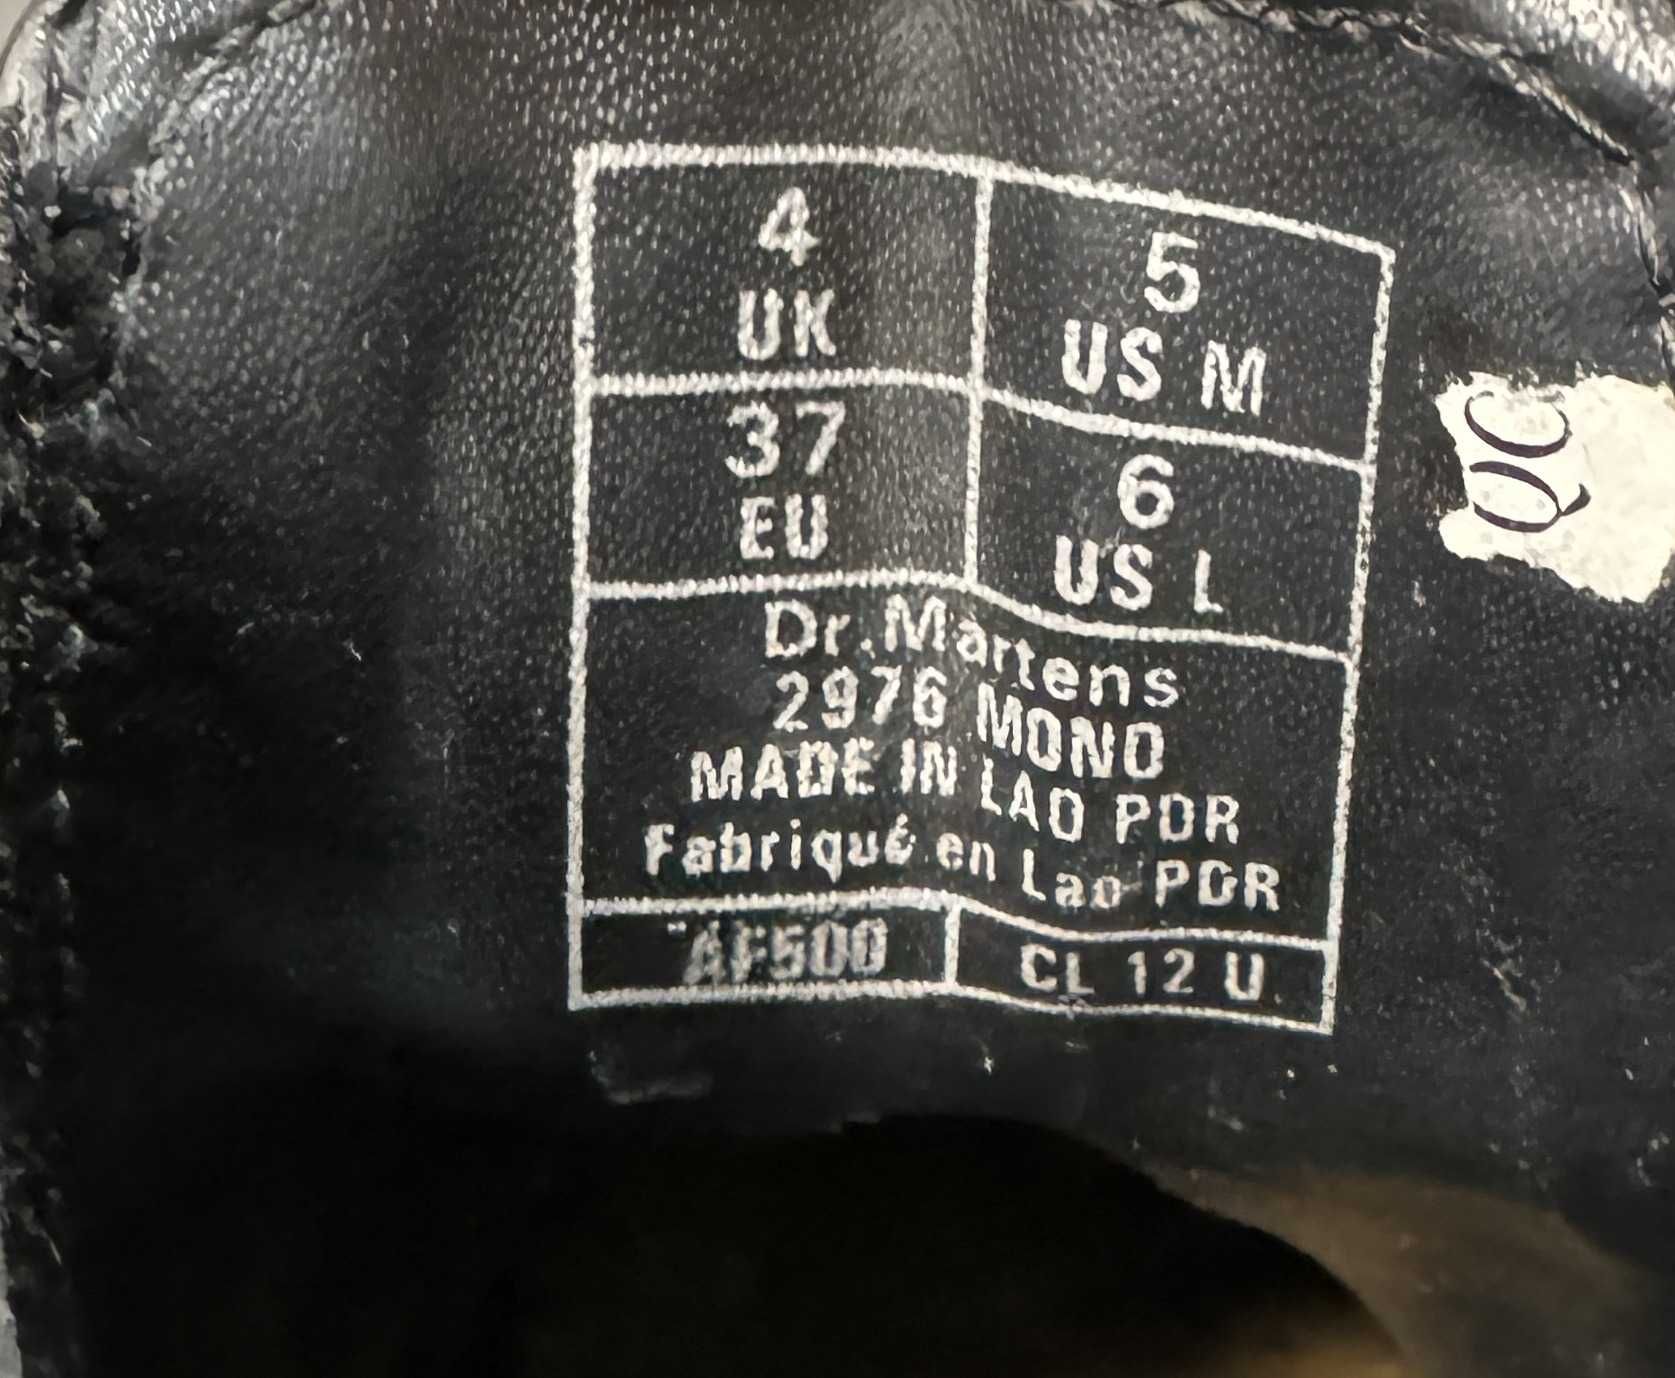 4
UK
5
US M
37
EU
6
US L
Dr.Martens
2976 MONO
MADE IN LAO PDR
Fabriqué en Lao PDR
AF500
CL 12 U
QC